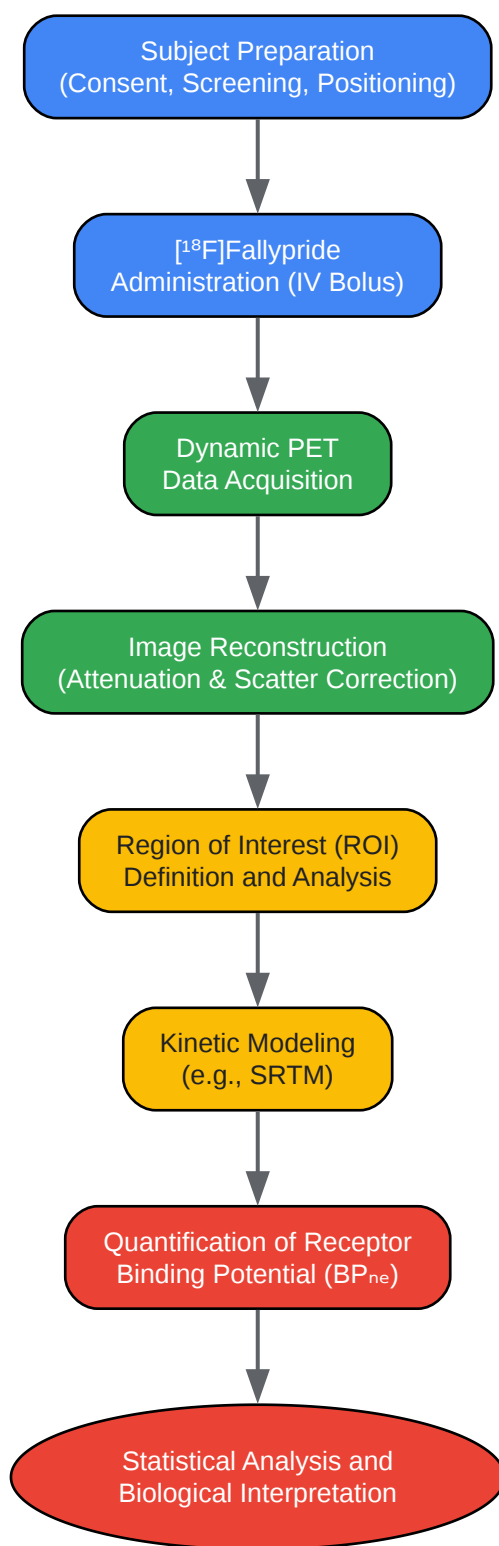 Subject Preparation
(Consent, Screening, Positioning)
[¹⁸F]Fallypride
Administration (IV Bolus)
Dynamic PET
Data Acquisition
Image Reconstruction
(Attenuation & Scatter Correction)
Region of Interest (ROI)
Definition and Analysis
Kinetic Modeling
(e.g., SRTM)
Quantification of Receptor
Binding Potential (BPₙₑ)
Statistical Analysis and
Biological Interpretation